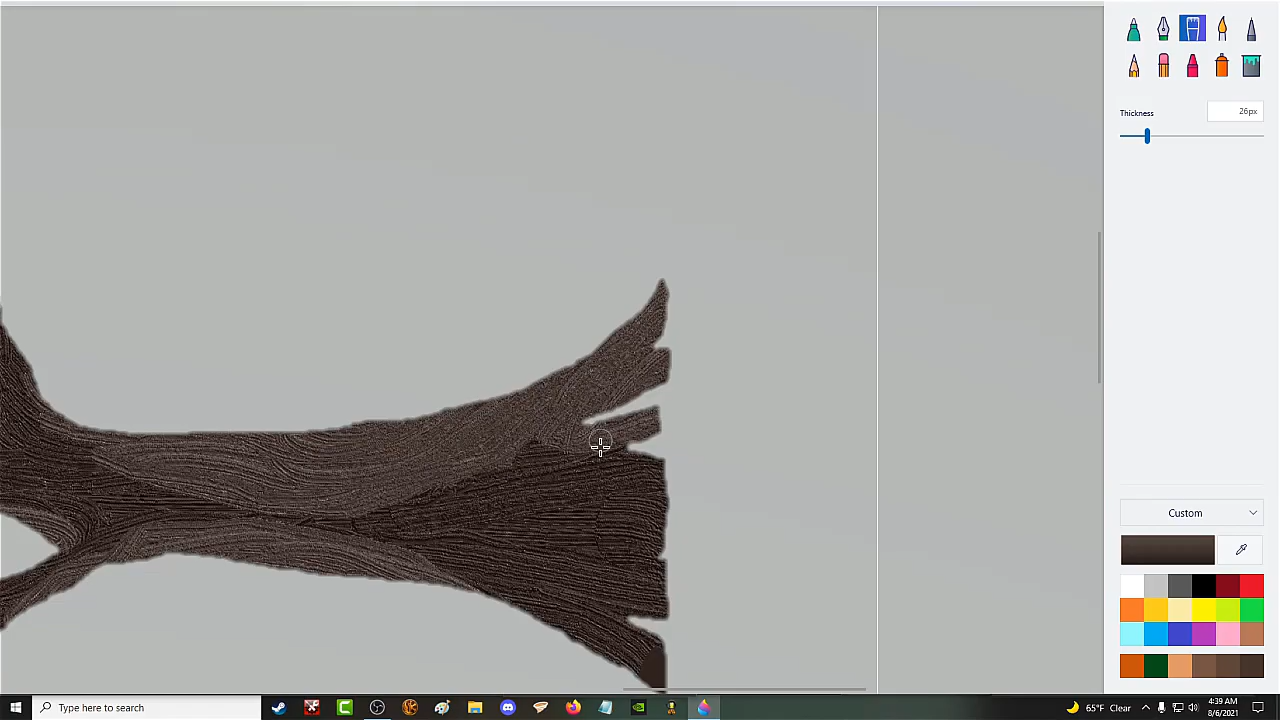 Thickness
26px
Custom
Type here to search
65°F Clear
4:39 AM
8/6/2021